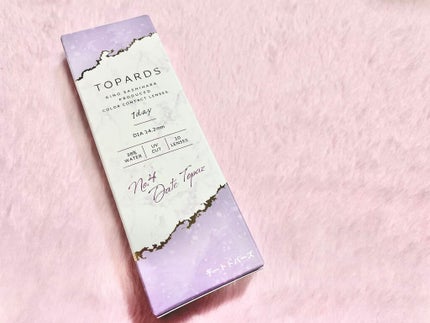 TOPARDS
RINO SASHIHARA
PRODUCED
COLOR CONTACT LENSES
1day
DIA 14.2mm
38% WATER
UV CUT
10 LENSES
No.4
Date Topaz
デートトパーズ